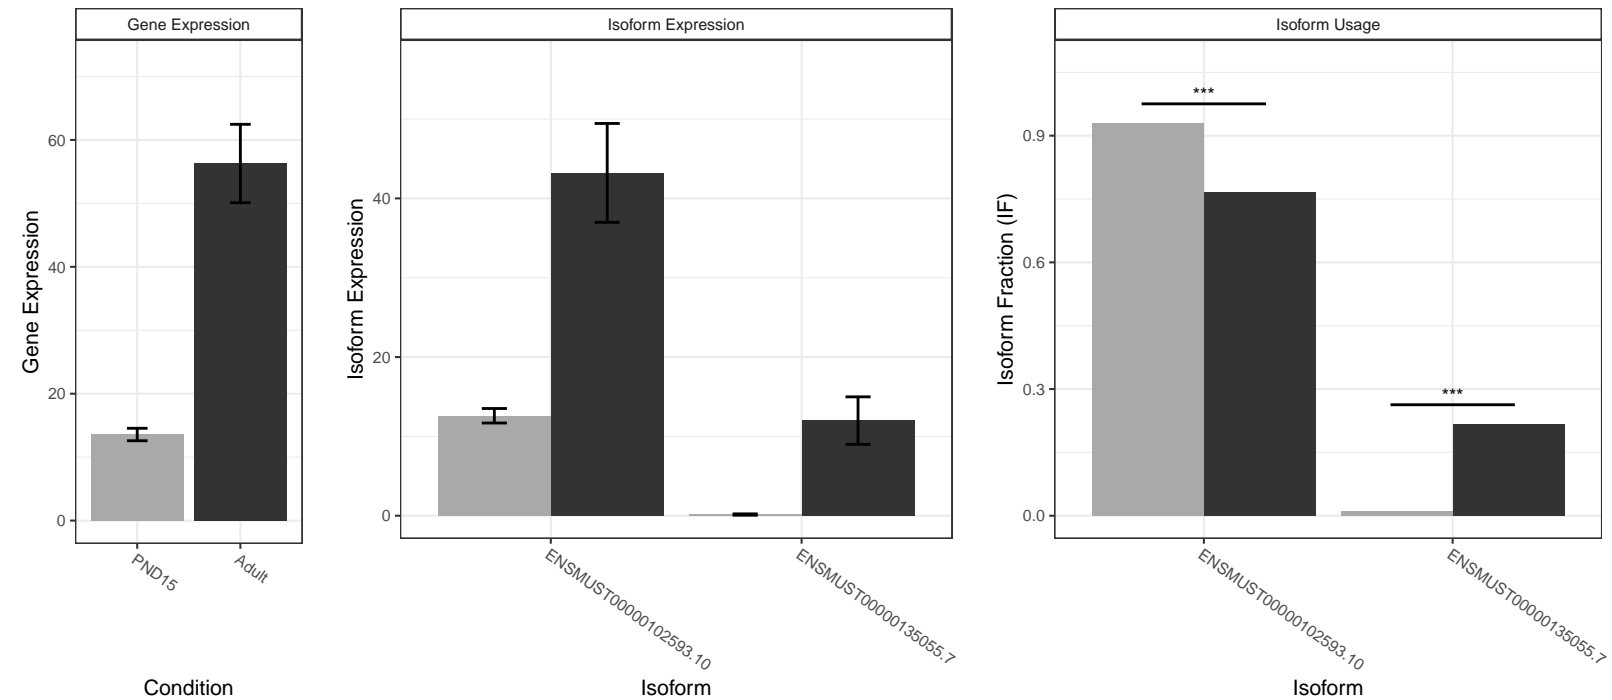 Gene Expression
Gene Expression
60
40
20
0
PND15
Adult
Condition
Isoform Expression
Isoform Expression
40
20
0
ENSMUST00000102593.10
ENSMUST00000135055.7
Isoform
Isoform Usage
Isoform Fraction (IF)
0.9
0.6
0.3
0.0
***
***
ENSMUST00000102593.10
ENSMUST00000135055.7
Isoform